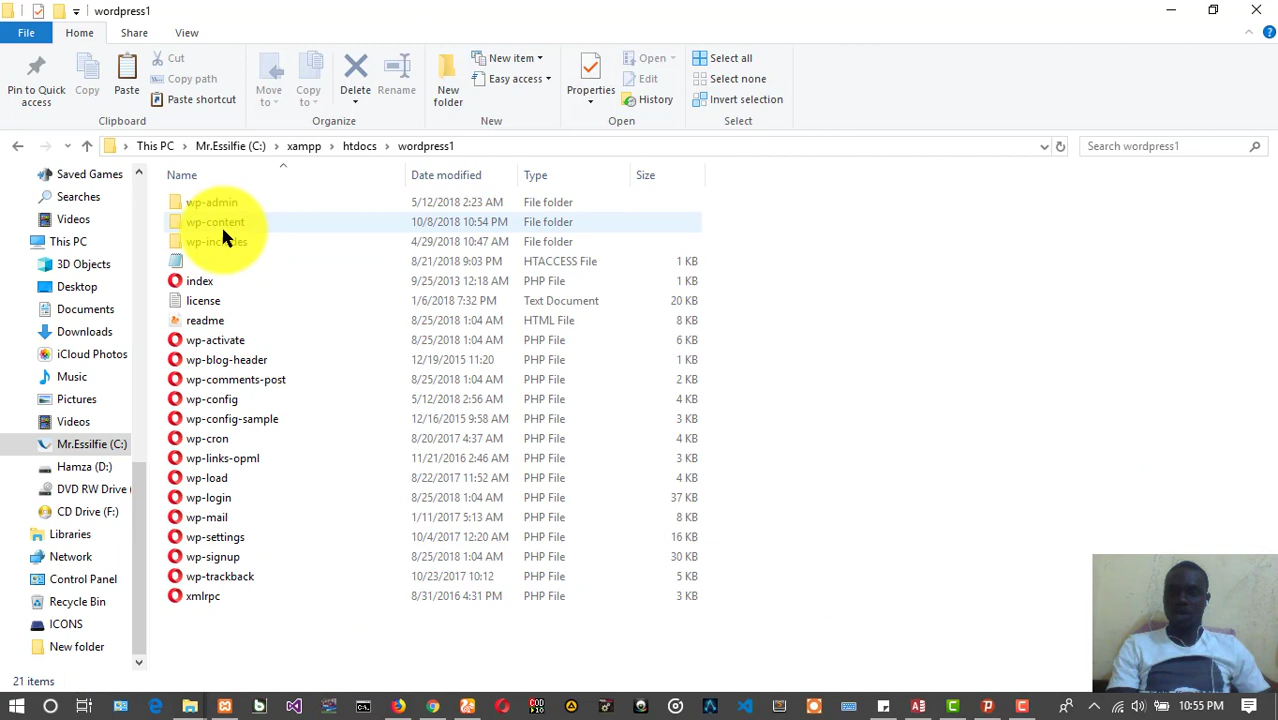 wordpress1
File Home Share View
Pin to Quick access
Copy
Paste
Cut
Copy path
Paste shortcut
Clipboard
Move to
Copy to
Delete
Rename
Organize
New folder
New item
Easy access
New
Properties
Open
Edit
History
Open
Select all
Select none
Invert selection
Select
This PC > Mr.Essilfie (C:) > xampp > htdocs > wordpress1
Search wordpress1
Saved Games
Searches
Videos
This PC
3D Objects
Desktop
Documents
Downloads
iCloud Photos
Music
Pictures
Videos
Mr.Essilfie (C:)
Hamza (D:)
DVD RW Drive (
CD Drive (F:)
Libraries
Network
Control Panel
Recycle Bin
ICONS
New folder
Name Date modified Type Size
wp-admin 5/12/2018 2:23 AM File folder
wp-content 10/8/2018 10:54 PM File folder
wp-includes 4/29/2018 10:47 AM File folder
8/21/2018 9:03 PM HTACCESS File 1 KB
index 9/25/2013 12:18 AM PHP File 1 KB
license 1/6/2018 7:32 PM Text Document 20 KB
readme 8/25/2018 1:04 AM HTML File 8 KB
wp-activate 8/25/2018 1:04 AM PHP File 6 KB
wp-blog-header 12/19/2015 11:20 PHP File 1 KB
wp-comments-post 8/25/2018 1:04 AM PHP File 2 KB
wp-config 5/12/2018 2:56 AM PHP File 4 KB
wp-config-sample 12/16/2015 9:58 AM PHP File 3 KB
wp-cron 8/20/2017 4:37 AM PHP File 4 KB
wp-links-opml 11/21/2016 2:46 AM PHP File 3 KB
wp-load 8/22/2017 11:52 AM PHP File 4 KB
wp-login 8/25/2018 1:04 AM PHP File 37 KB
wp-mail 1/11/2017 5:13 AM PHP File 8 KB
wp-settings 10/4/2017 12:20 AM PHP File 16 KB
wp-signup 8/25/2018 1:04 AM PHP File 30 KB
wp-trackback 10/23/2017 10:12 PHP File 5 KB
xmlrpc 8/31/2016 4:31 PM PHP File 3 KB
21 items
10:55 PM